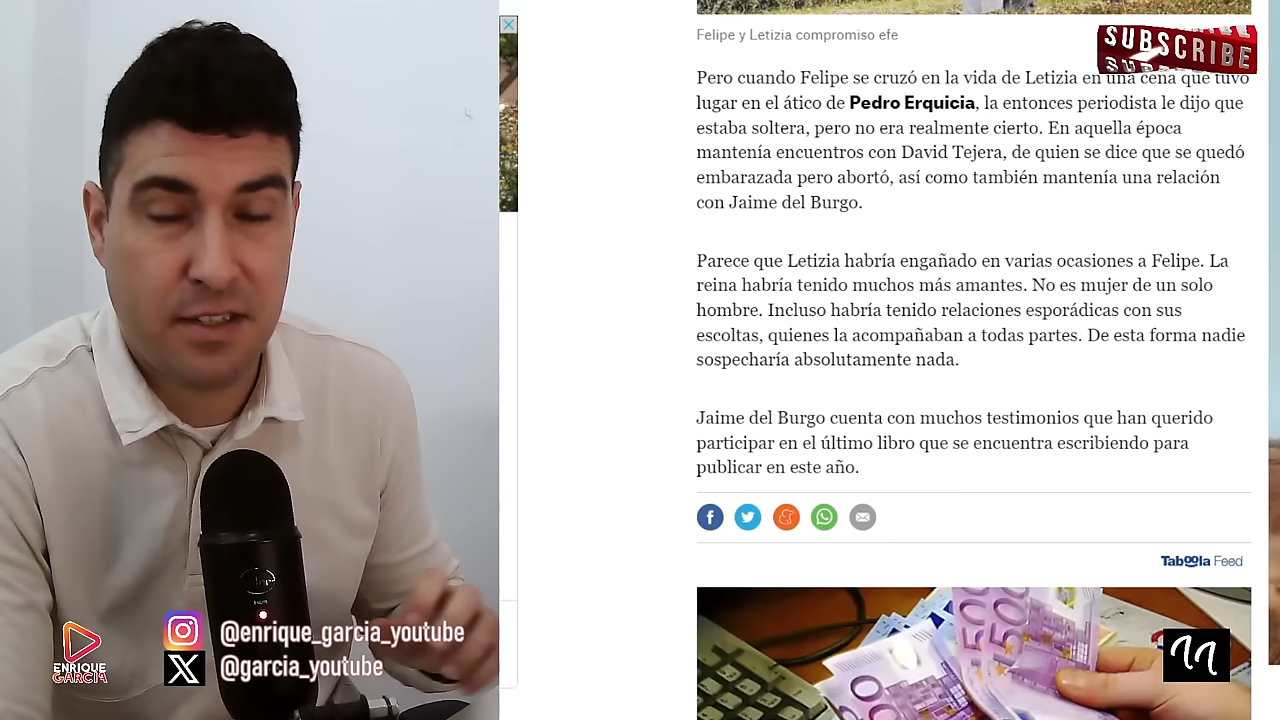 Felipe y Letizia compromiso efe
SUBSCRIBE
Pero cuando Felipe se cruzó en la vida de Letizia en una cena que tuvo
lugar en el ático de Pedro Erquicia, la entonces periodista le dijo que
estaba soltera, pero no era realmente cierto. En aquella época
mantenía encuentros con David Tejera, de quien se dice que se quedó
embarazada pero abortó, así como también mantenía una relación
con Jaime del Burgo.
Parece que Letizia habría engañado en varias ocasiones a Felipe. La
reina habría tenido muchos más amantes. No es mujer de un solo
hombre. Incluso habría tenido relaciones esporádicas con sus
escoltas, quienes la acompañaban a todas partes. De esta forma nadie
sospecharía absolutamente nada.
Jaime del Burgo cuenta con muchos testimonios que han querido
participar en el último libro que se encuentra escribiendo para
publicar en este año.
Taboola Feed
@enrique_garcia_youtube
@garcia_youtube
ENRIQUE
GARCIA